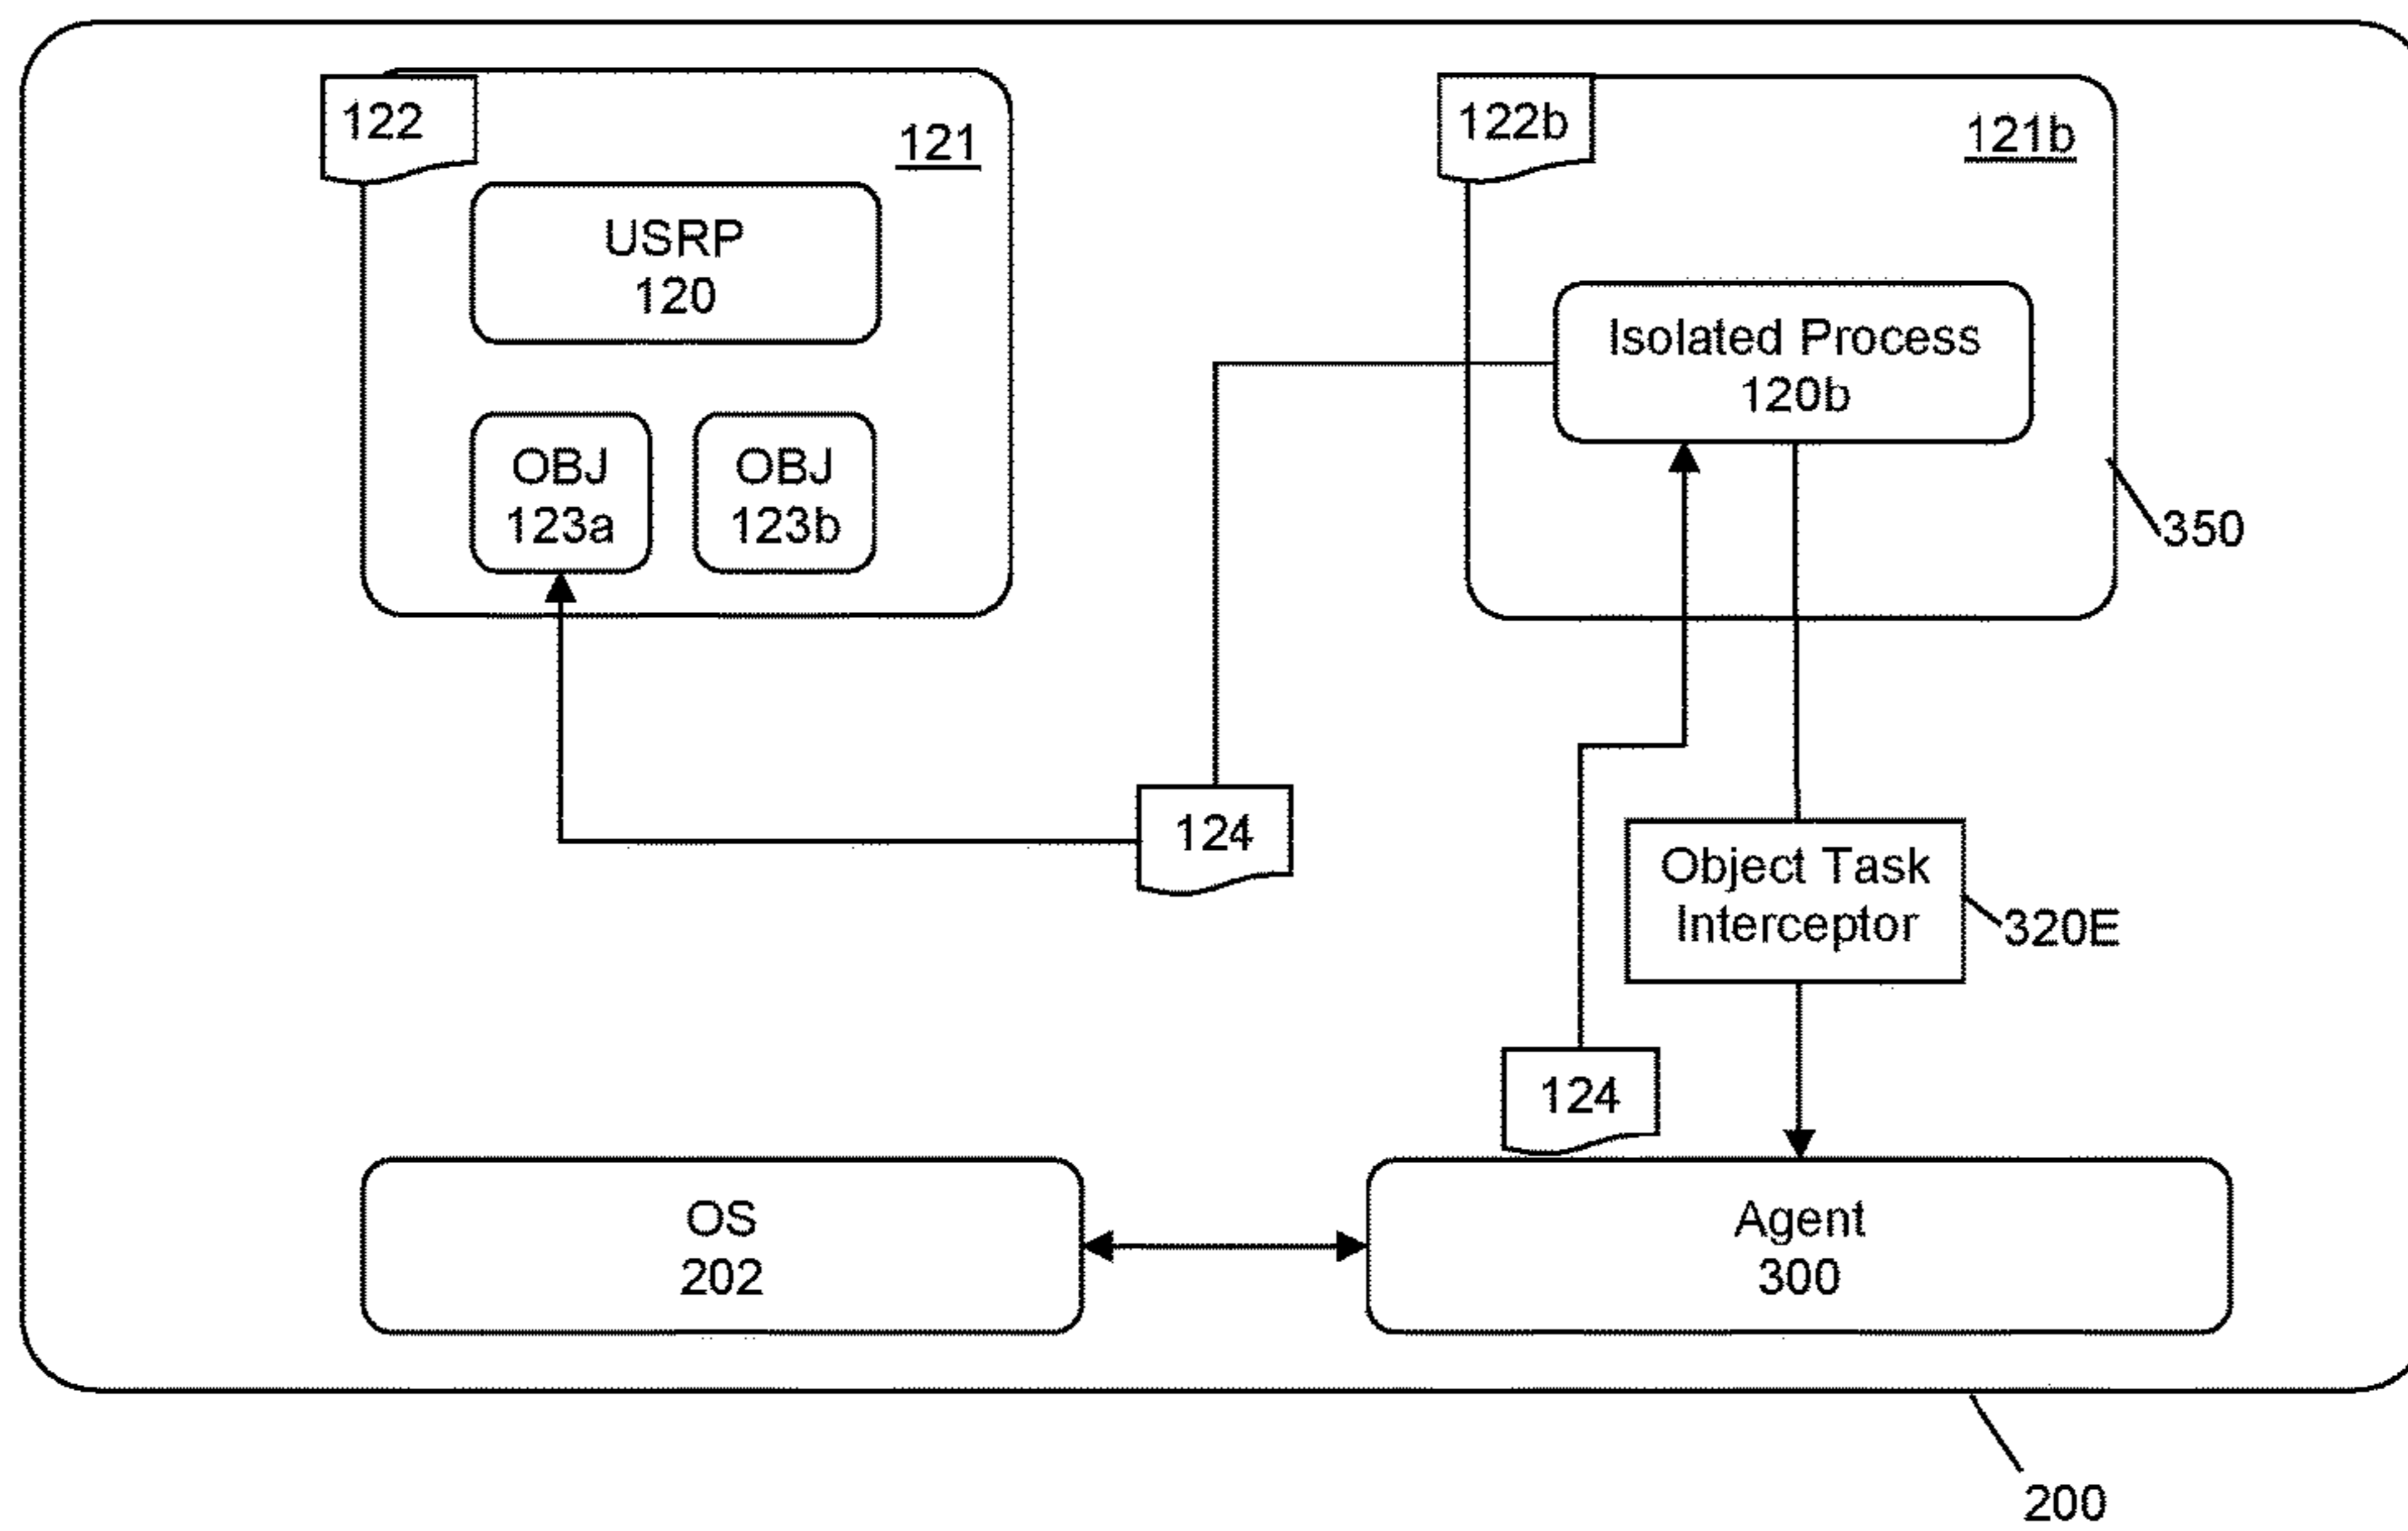 122
121
USRP
120
OBJ
123a
OBJ
123b
122b
121b
Isolated Process
120b
350
124
Object Task
Interceptor
320E
124
OS
202
Agent
300
200